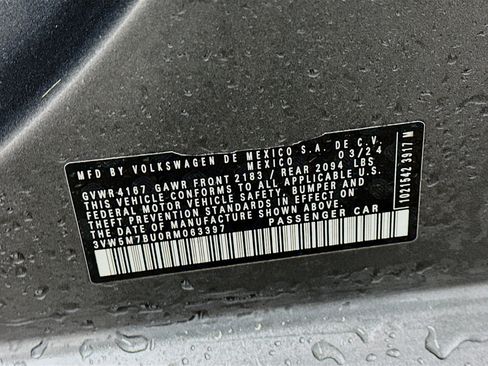 MFD. BY VOLKSWAGEN DE MEXICO S.A. DE C.V.
MEXICO 03/24
GVWR 4167 GAWR FRONT 2183 / REAR 2094 LBS
THIS VEHICLE CONFORMS TO ALL APPLICABLE U.S.
FEDERAL MOTOR VEHICLE SAFETY, BUMPER AND
THEFT PREVENTION STANDARDS IN EFFECT ON
THE DATE OF MANUFACTURE SHOWN ABOVE.
3VW5M7BU0RM063397 PASSENGER CAR
1021542 3917 M